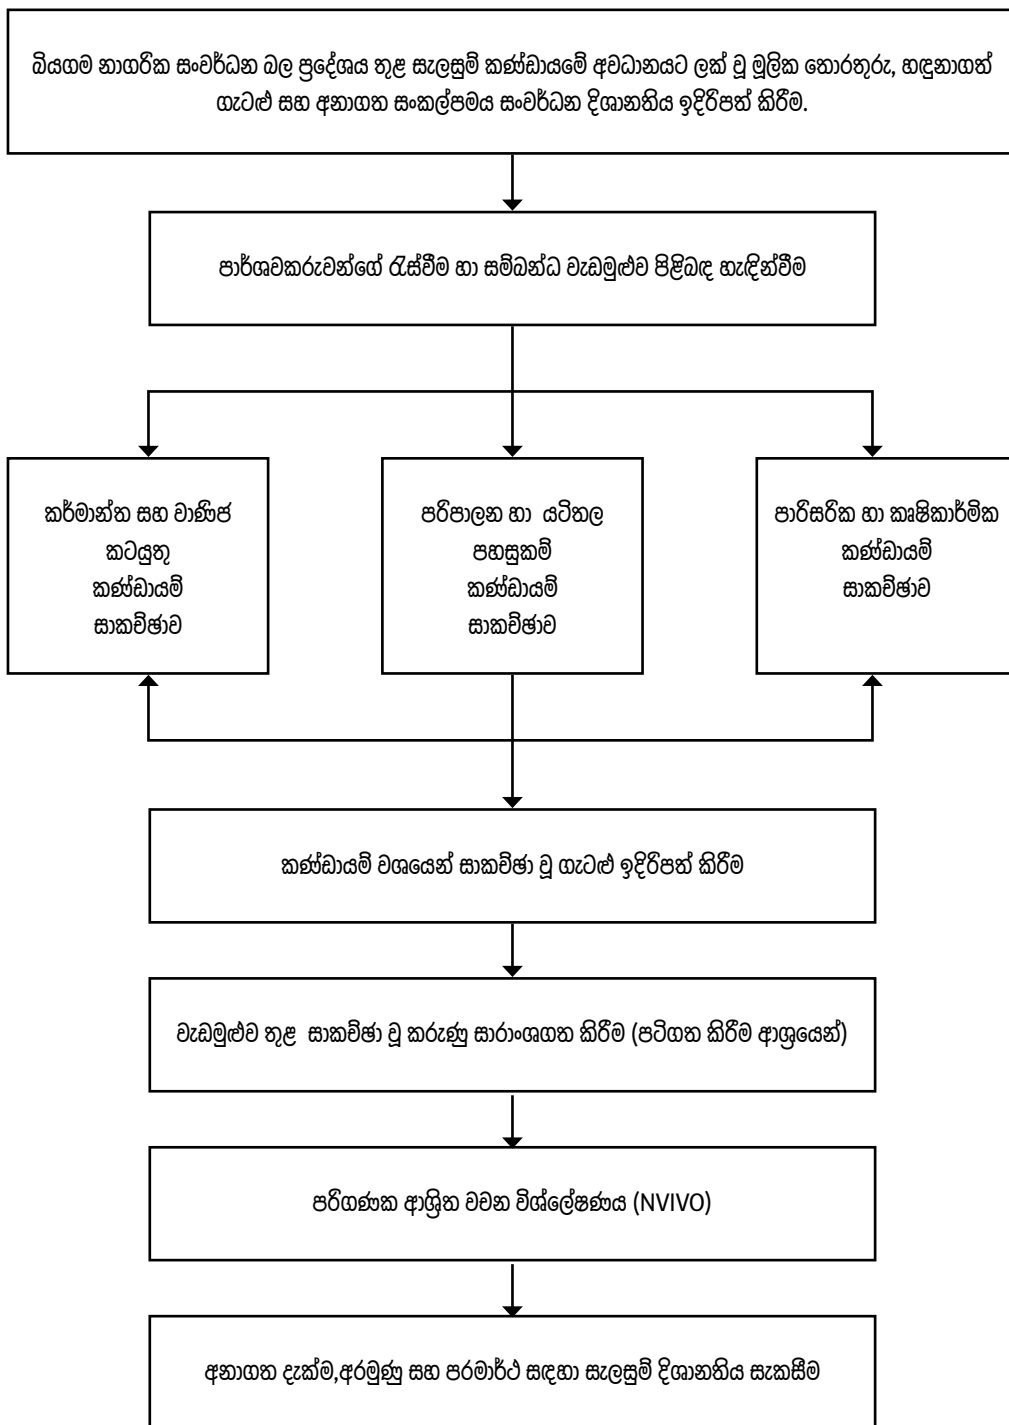 බියගම නාගරික සංවර්ධන බල ප්‍රදේශය තුළ සැලසුම් කණ්ඩායමේ අවධානයට ලක් වූ මූලික තොරතුරු, හඳුනාගත්
ගැටළු සහ අනාගත සංකල්පමය සංවර්ධන දිශානතිය ඉදිරිපත් කිරීම.
පාර්ශවකරුවන්ගේ රැස්වීම හා සම්බන්ධ වැඩමුළුව පිළිබඳ හැඳින්වීම
කර්මාන්ත සහ වාණිජ
කටයුතු
කණ්ඩායම්
සාකච්ඡාව
පරිපාලන හා යටිතල
පහසුකම්
කණ්ඩායම්
සාකච්ඡාව
පාරිසරික හා කෘෂිකාර්මික
කණ්ඩායම්
සාකච්ඡාව
කණ්ඩායම් වශයෙන් සාකච්ඡා වූ ගැටළු ඉදිරිපත් කිරීම
වැඩමුළුව තුළ සාකච්ඡා වූ කරුණු සාරාංශගත කිරීම (පටිගත කිරීම ආශ්‍රයෙන්)
පරිගණක ආශ්‍රිත වචන විශ්ලේෂණය (NVIVO)
අනාගත දැක්ම,අරමුණු සහ පරමාර්ථ සඳහා සැලසුම් දිශානතිය සැකසීම